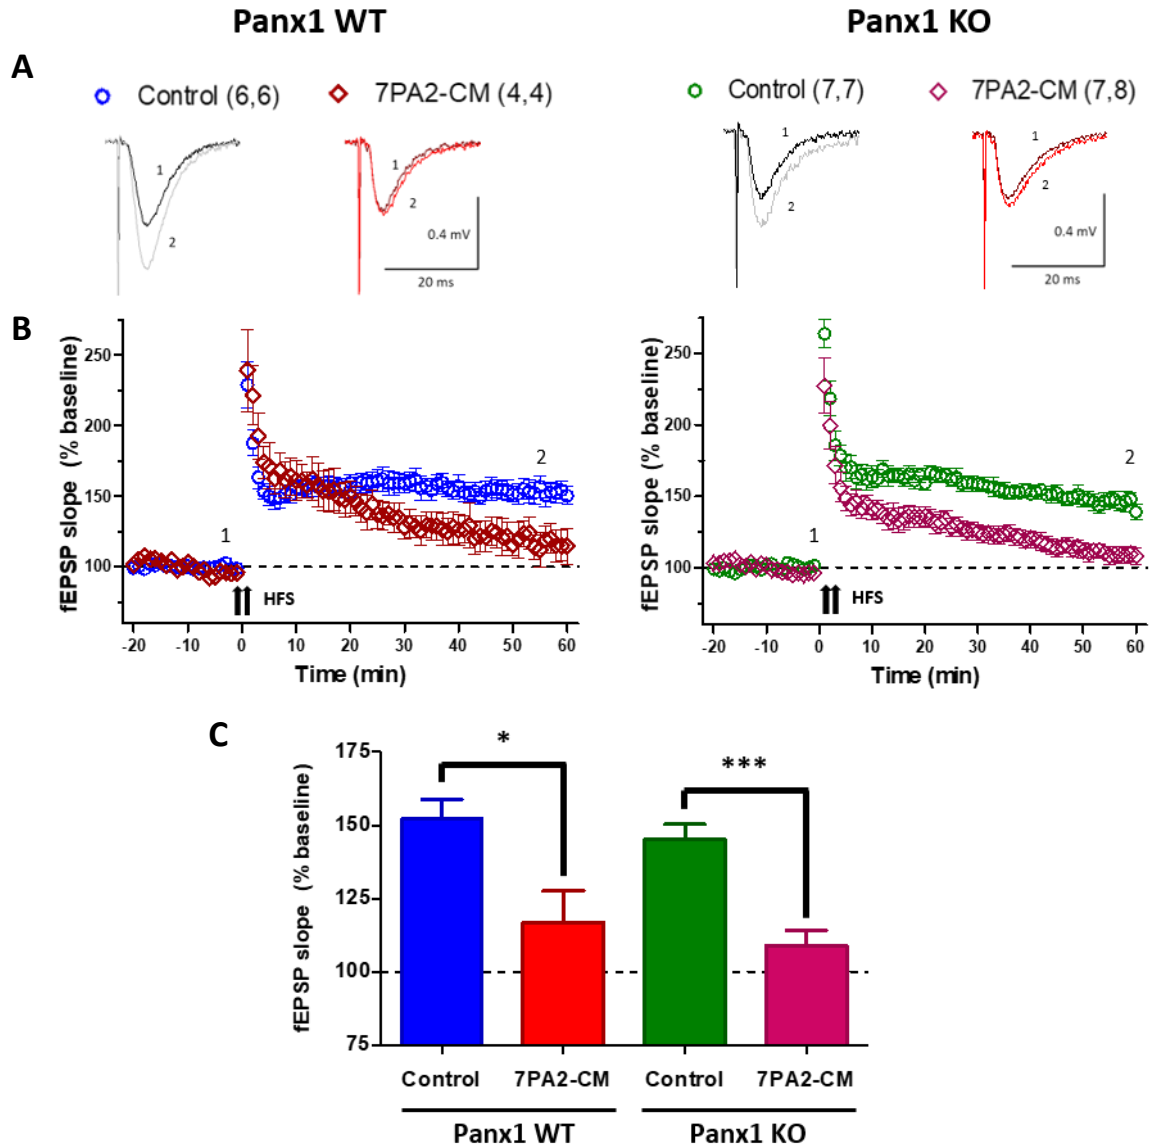 Panx1 WT
Panx1 KO
A
Control (6,6)
7PA2-CM (4,4)
Control (7,7)
7PA2-CM (7,8)
1
2
1
2
0.4 mV
20 ms
1
2
1
2
0.4 mV
20 ms
B
fEPSP slope (% baseline)
250
200
150
100
1
2
HFS
-20 -10 0 10 20 30 40 50 60
Time (min)
fEPSP slope (% baseline)
250
200
150
100
1
2
HFS
-20 -10 0 10 20 30 40 50 60
Time (min)
C
fEPSP slope (% baseline)
175
150
125
100
75
*
***
Control 7PA2-CM Control 7PA2-CM
Panx1 WT Panx1 KO